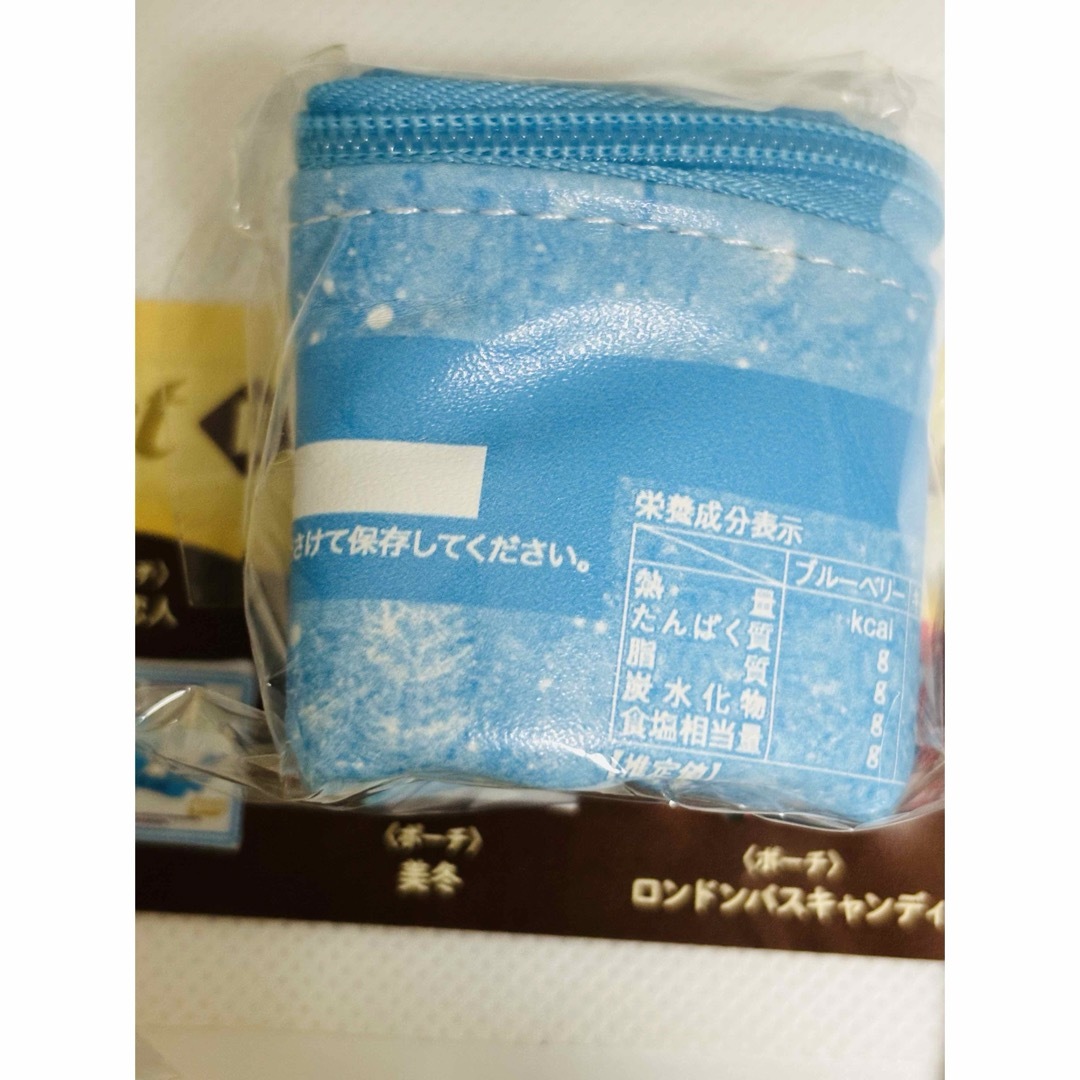 さけて保存してください。
栄養成分表示
ブルーベリー
熱 量 kcal
たんぱく質 g
脂 質 g
炭水化物 g
食塩相当量 g
【推定値】
〈ポーチ〉
美冬
〈ポーチ〉
ロンドンバスキャンディ